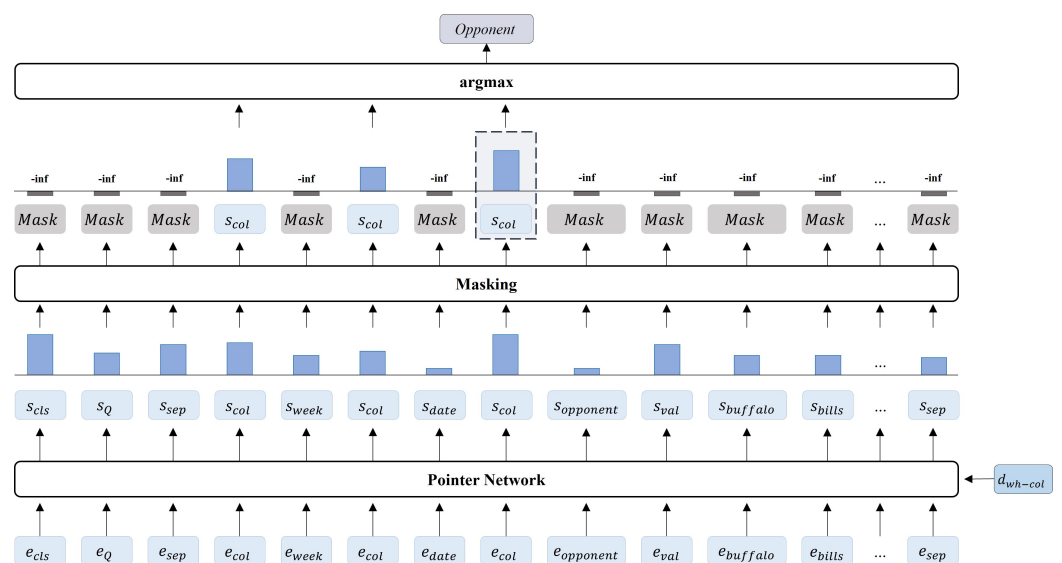 Opponent
argmax
-inf -inf -inf -inf -inf -inf -inf -inf -inf ... -inf
Mask Mask Mask s_col Mask s_col Mask s_col Mask Mask Mask Mask ... Mask
Masking
...
s_cls s_Q s_sep s_col s_week s_col s_date s_col s_opponent s_val s_buffalo s_bills ... s_sep
Pointer Network
d_wh-col
e_cls e_Q e_sep e_col e_week e_col e_date e_col e_opponent e_val e_buffalo e_bills ... e_sep